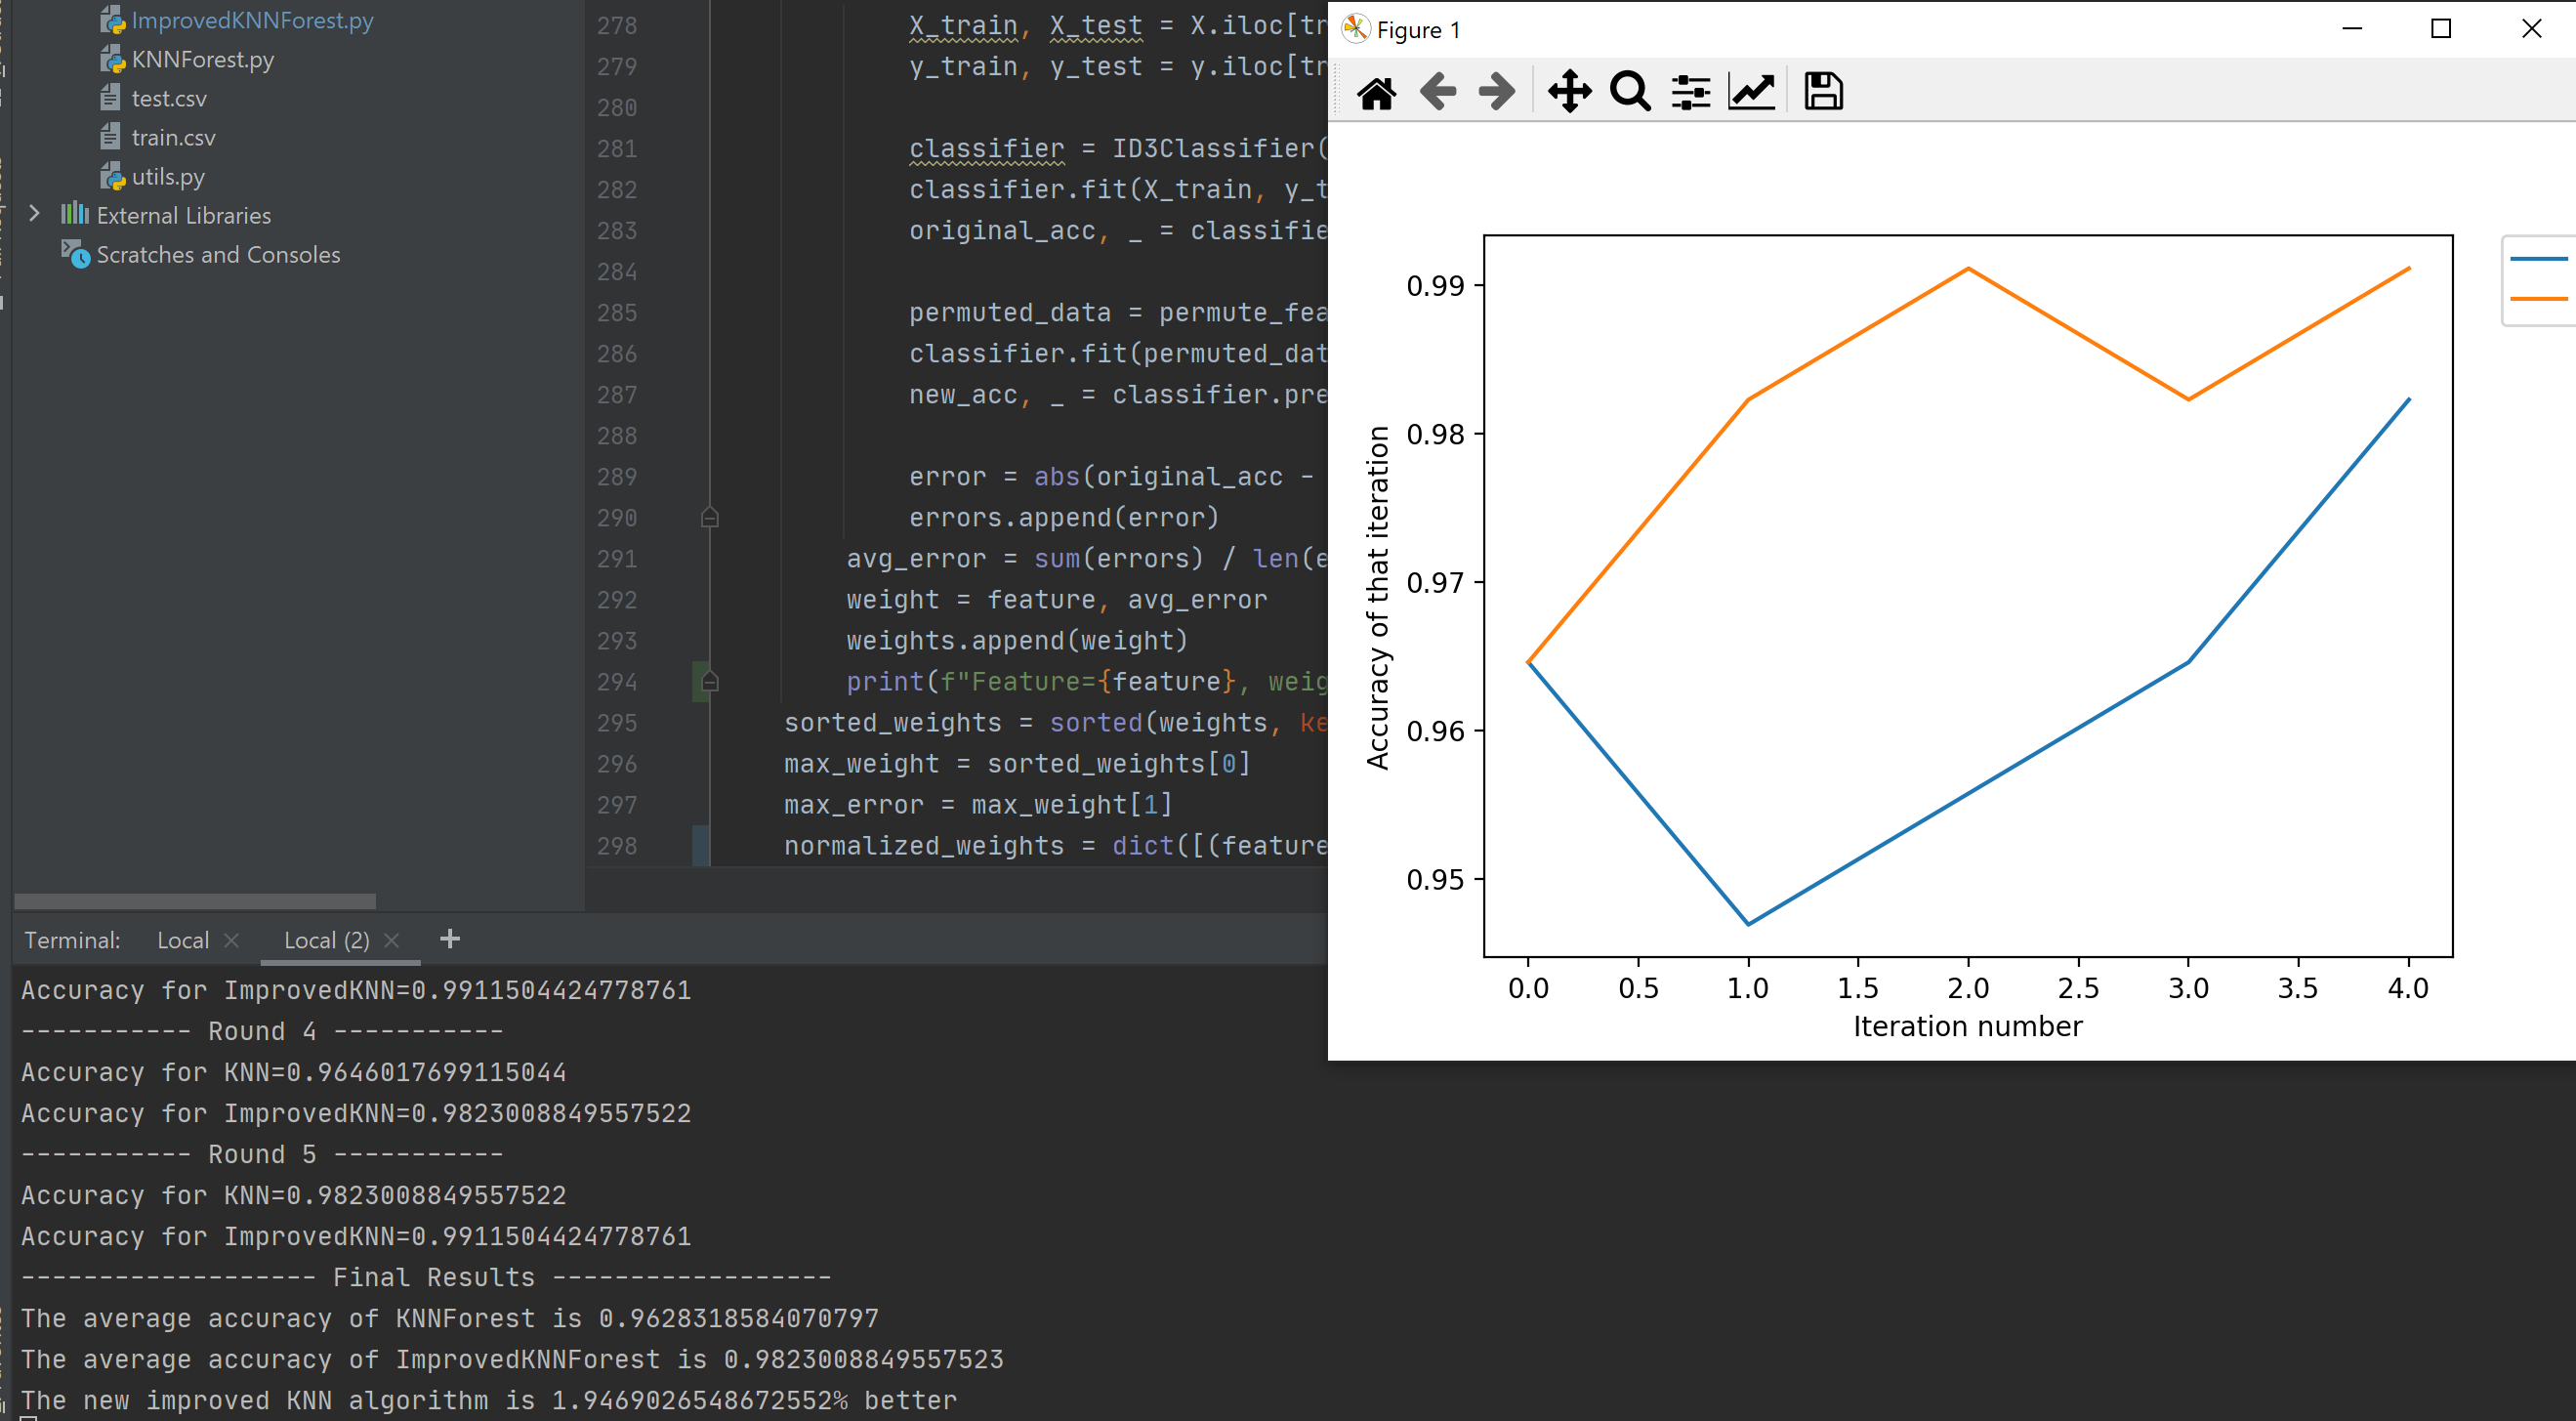 ImprovedKNNForest.py
KNNForest.py
test.csv
train.csv
utils.py
External Libraries
Scratches and Consoles
278 X_train, X_test = X.iloc[tr
279 y_train, y_test = y.iloc[tr
280
281 classifier = ID3Classifier(
282 classifier.fit(X_train, y_t
283 original_acc, _ = classifie
284
285 permuted_data = permute_fea
286 classifier.fit(permuted_dat
287 new_acc, _ = classifier.pre
288
289 error = abs(original_acc -
290 errors.append(error)
291 avg_error = sum(errors) / len(e
292 weight = feature, avg_error
293 weights.append(weight)
294 print(f"Feature={feature}, weig
295 sorted_weights = sorted(weights, ke
296 max_weight = sorted_weights[0]
297 max_error = max_weight[1]
298 normalized_weights = dict([(feature
Figure 1
0.99
0.98
0.97
0.96
0.95
Accuracy of that iteration
0.0 0.5 1.0 1.5 2.0 2.5 3.0 3.5 4.0
Iteration number
Terminal: Local Local (2)
Accuracy for ImprovedKNN=0.9911504424778761
----------- Round 4 -----------
Accuracy for KNN=0.9646017699115044
Accuracy for ImprovedKNN=0.9823008849557522
----------- Round 5 -----------
Accuracy for KNN=0.9823008849557522
Accuracy for ImprovedKNN=0.9911504424778761
------------------- Final Results ------------------
The average accuracy of KNNForest is 0.9628318584070797
The average accuracy of ImprovedKNNForest is 0.9823008849557523
The new improved KNN algorithm is 1.9469026548672552% better